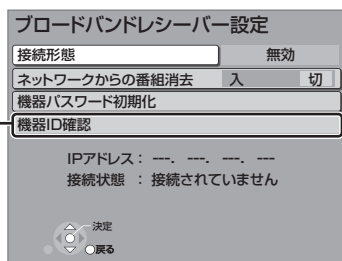 ブロードバンドレシーバー設定
接続形態 無効
ネットワークからの番組消去 入 切
機器パスワード初期化
機器ID確認
IPアドレス： ---. ---. ---. ---
接続状態 ： 接続されていません
決定
戻る